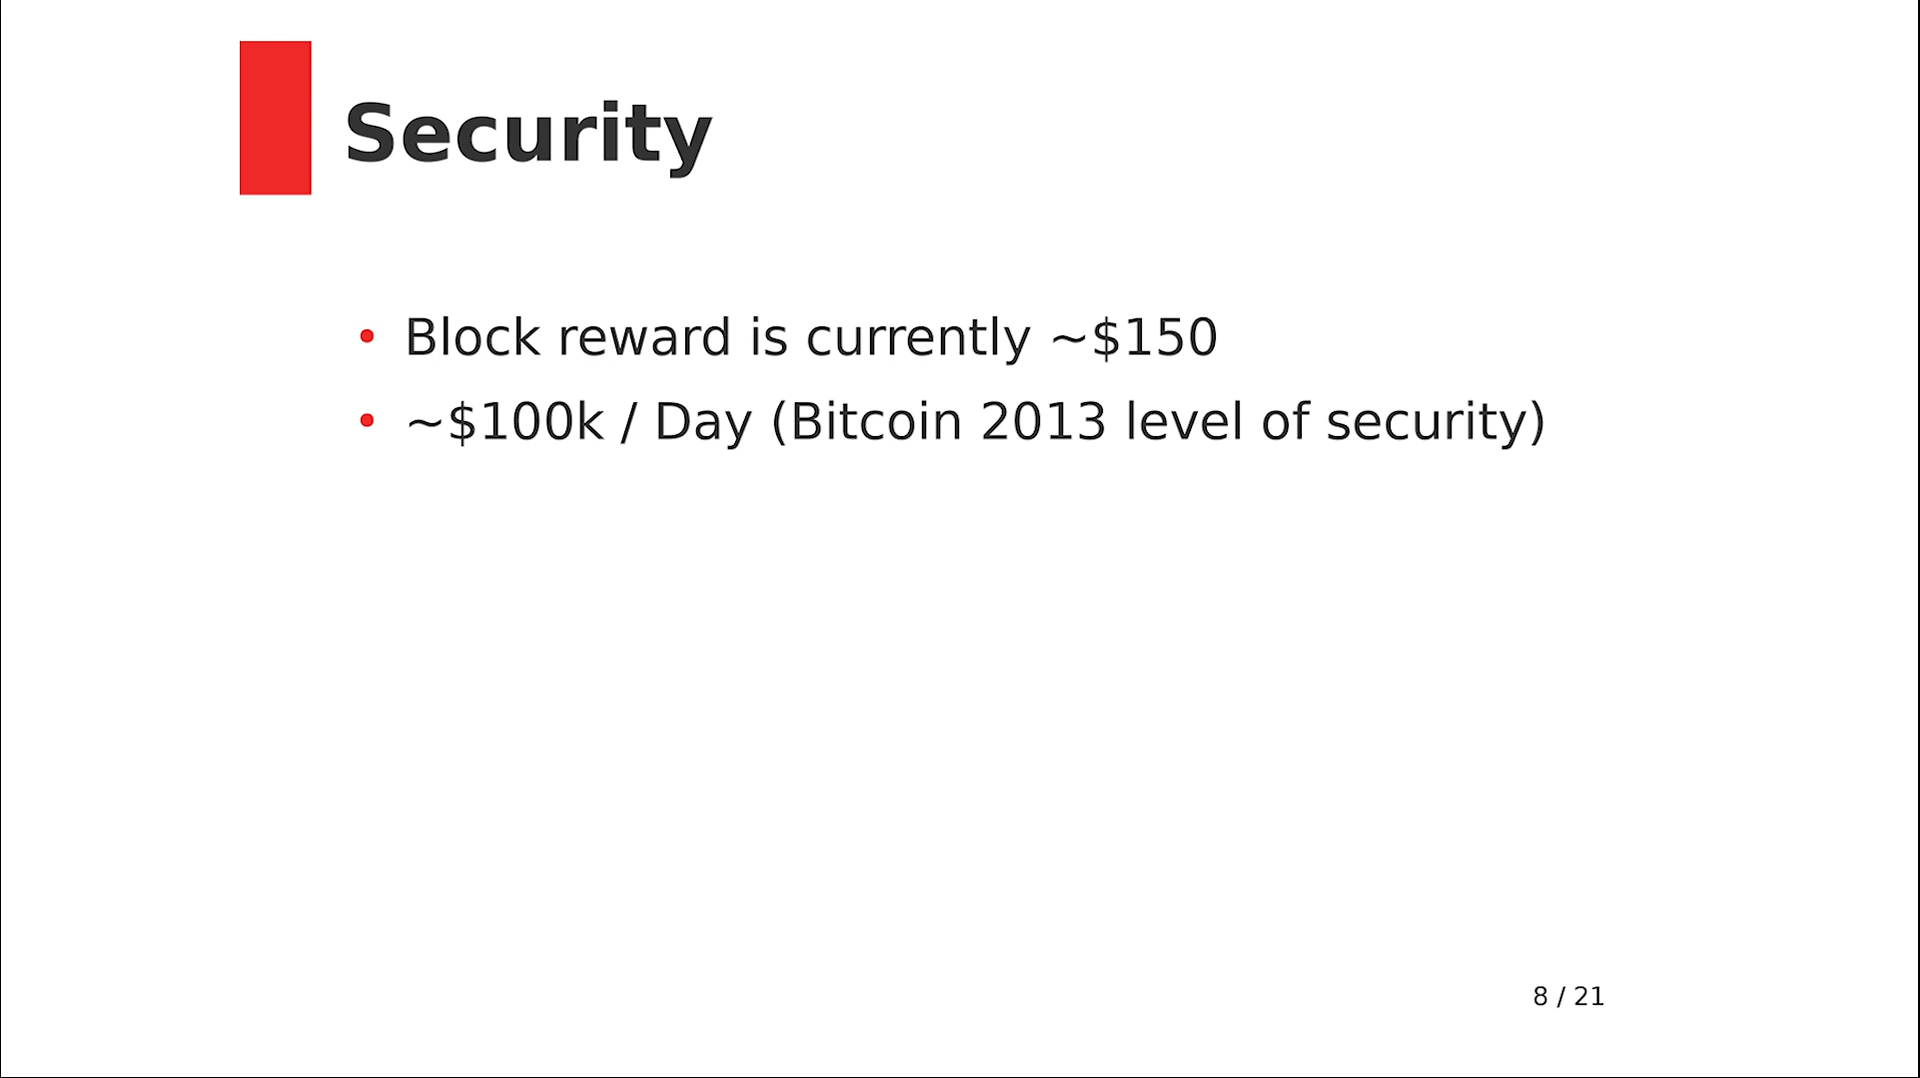 Security
• Block reward is currently ~$150
• ~$100k / Day (Bitcoin 2013 level of security)
8 / 21